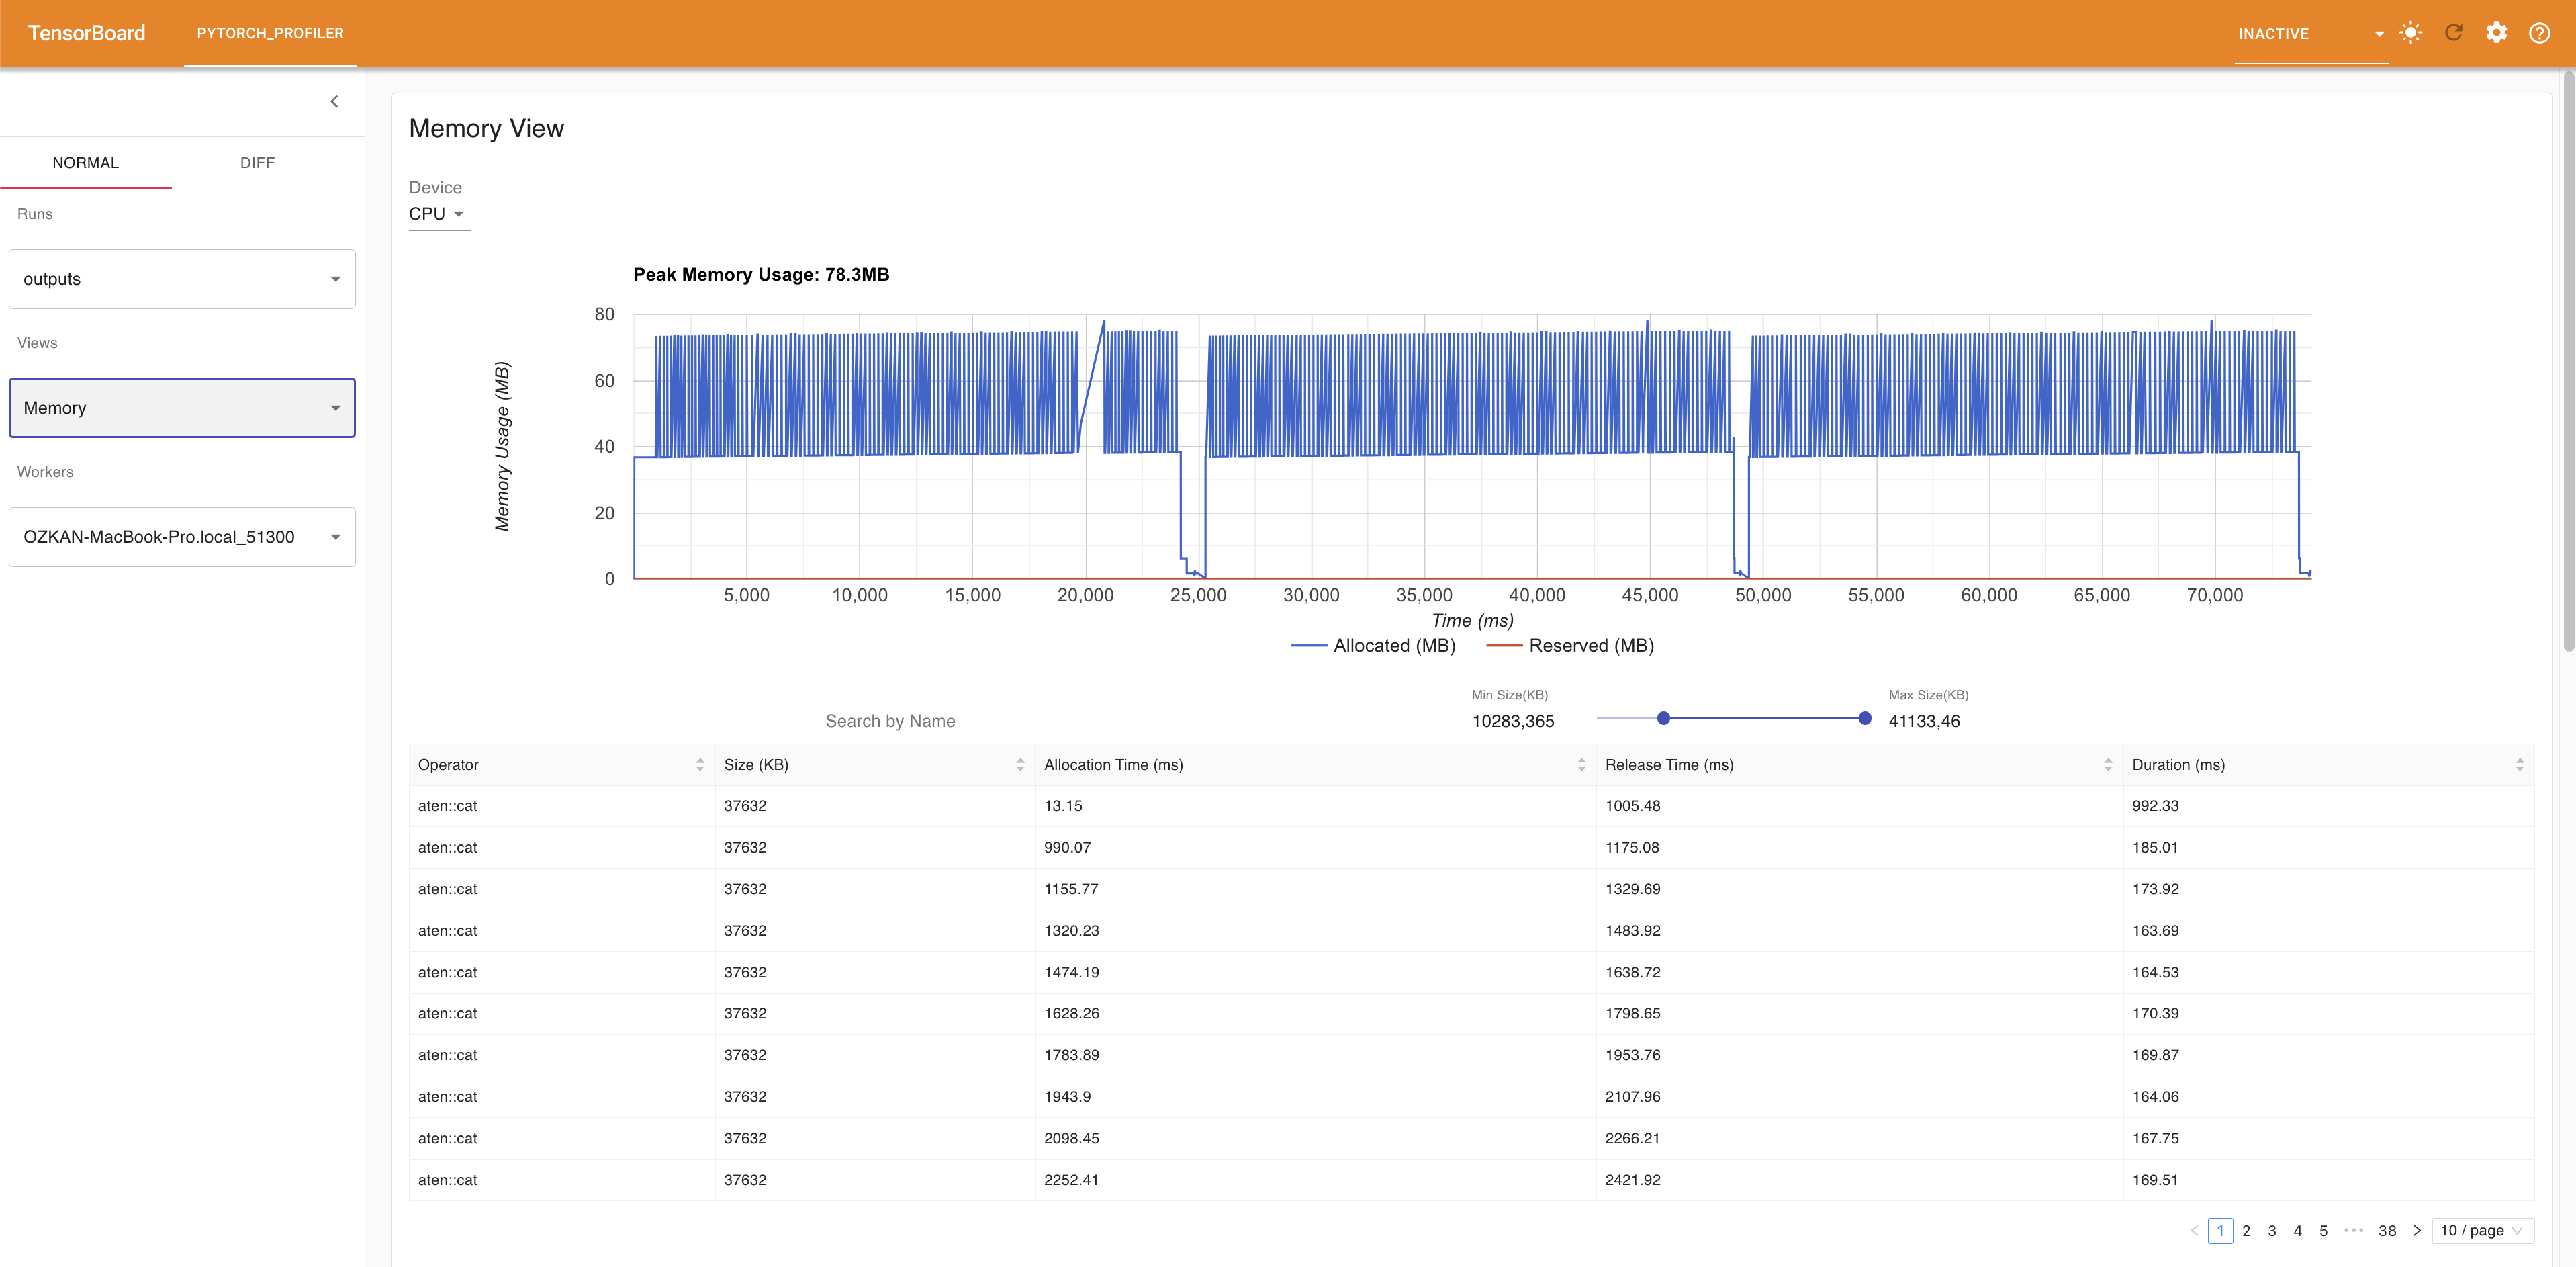 TensorBoard PYTORCH_PROFILER INACTIVE
NORMAL DIFF
Runs
outputs
Views
Memory
Workers
OZKAN-MacBook-Pro.local_51300
Memory View
Device
CPU
Peak Memory Usage: 78.3MB
Memory Usage (MB)
80
60
40
20
0
5,000 10,000 15,000 20,000 25,000 30,000 35,000 40,000 45,000 50,000 55,000 60,000 65,000 70,000
Time (ms)
Allocated (MB) Reserved (MB)
Search by Name
Min Size(KB)
10283,365
Max Size(KB)
41133,46
Operator Size (KB) Allocation Time (ms) Release Time (ms) Duration (ms)
aten::cat 37632 13.15 1005.48 992.33
aten::cat 37632 990.07 1175.08 185.01
aten::cat 37632 1155.77 1329.69 173.92
aten::cat 37632 1320.23 1483.92 163.69
aten::cat 37632 1474.19 1638.72 164.53
aten::cat 37632 1628.26 1798.65 170.39
aten::cat 37632 1783.89 1953.76 169.87
aten::cat 37632 1943.9 2107.96 164.06
aten::cat 37632 2098.45 2266.21 167.75
aten::cat 37632 2252.41 2421.92 169.51
< 1 2 3 4 5 ••• 38 > 10 / page